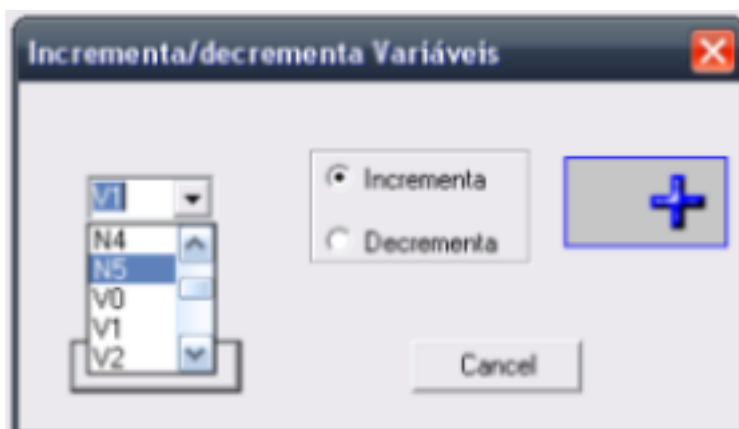 Incrementa/decrementa Variáveis
V1
N4
N5
V0
V1
V2
Incrementa
Decrementa
Cancel